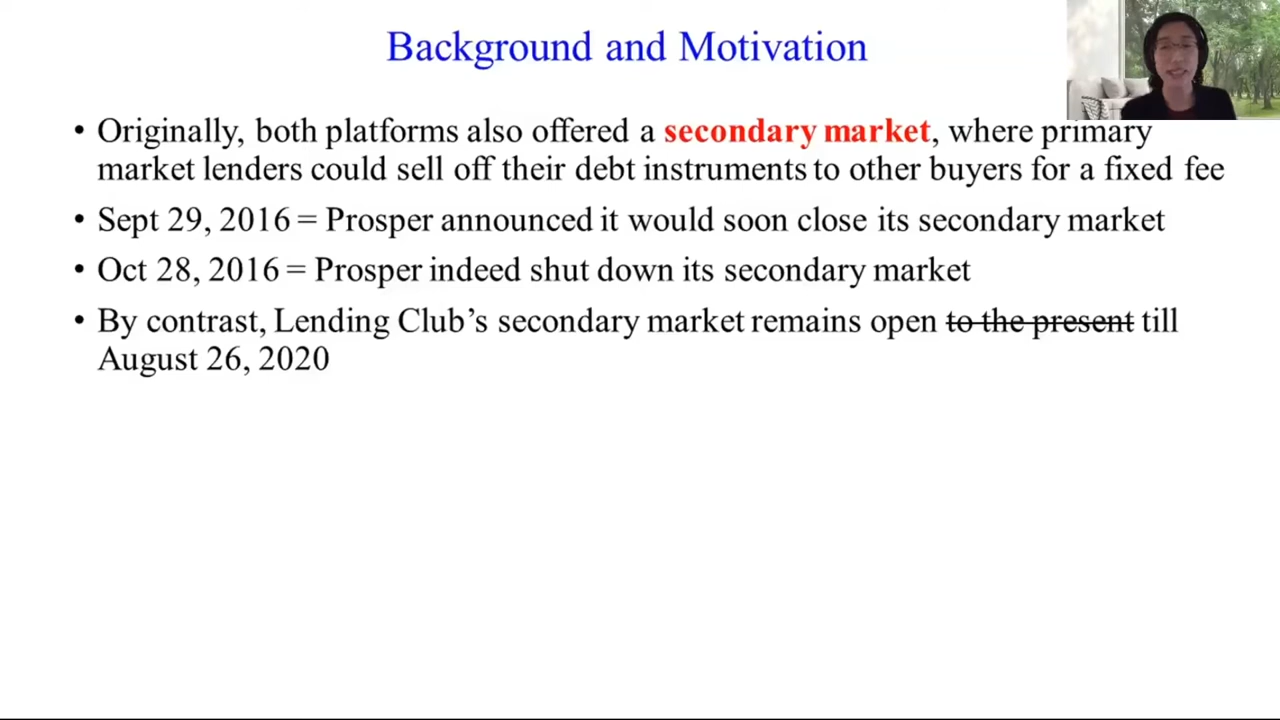 Background and Motivation
• Originally, both platforms also offered a secondary market, where primary
market lenders could sell off their debt instruments to other buyers for a fixed fee
• Sept 29, 2016 = Prosper announced it would soon close its secondary market
• Oct 28, 2016 = Prosper indeed shut down its secondary market
• By contrast, Lending Club’s secondary market remains open to the present till
August 26, 2020